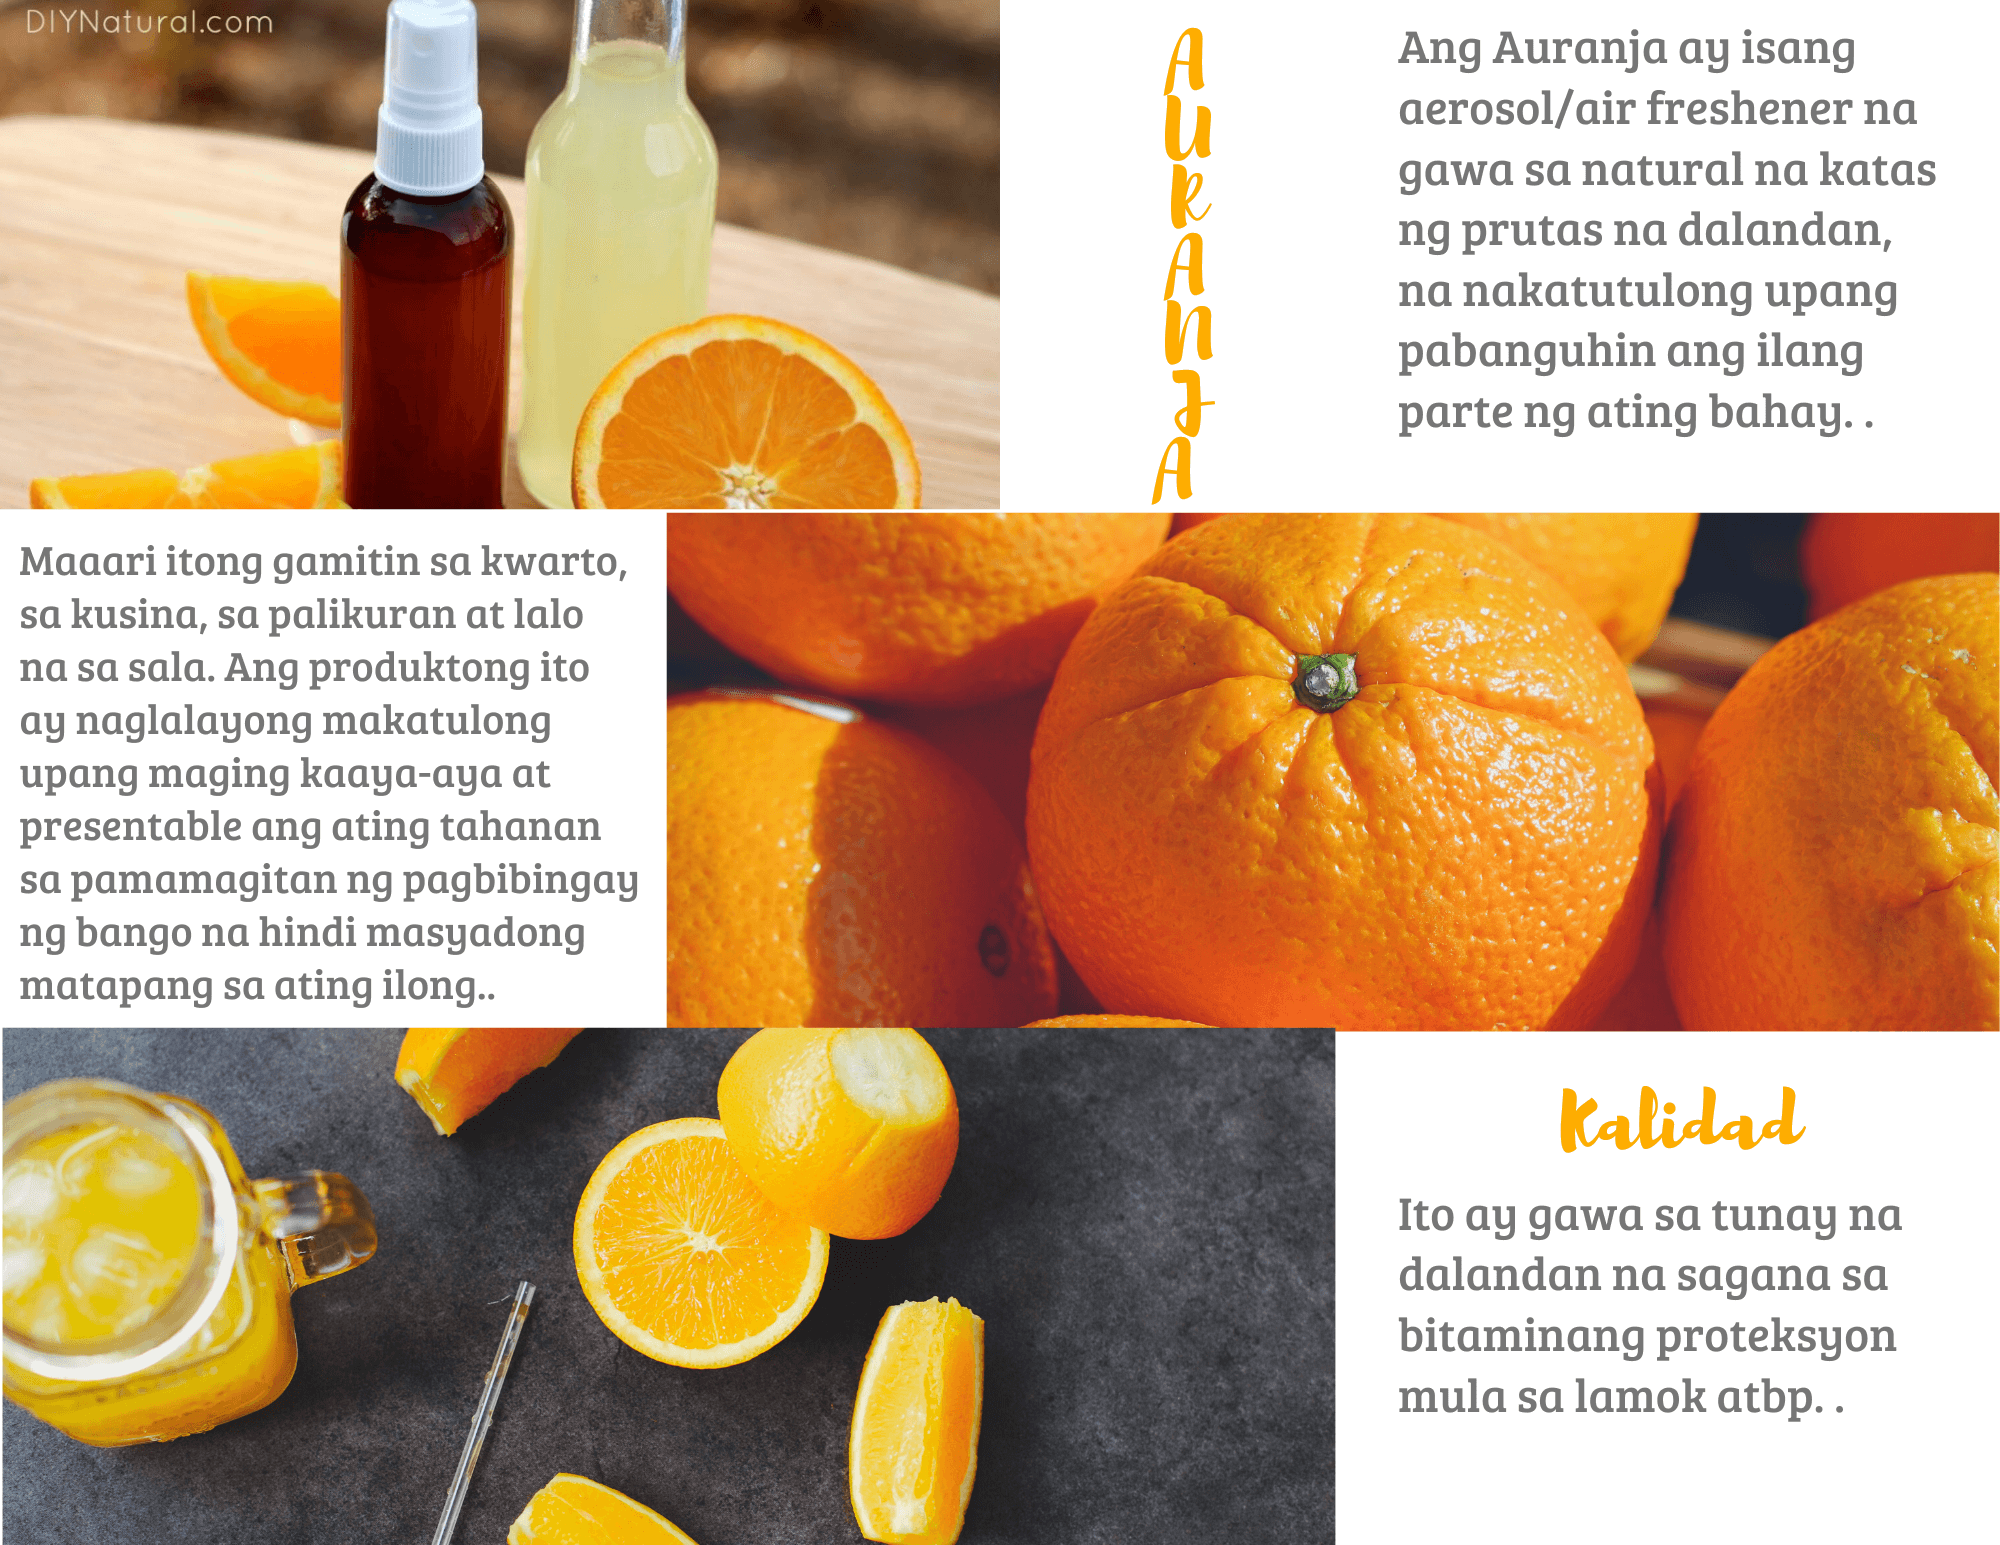 DIYNatural.com
AURANJA
Ang Auranja ay isang
aerosol/air freshener na
gawa sa natural na katas
ng prutas na dalandan,
na nakatutulong upang
pabanguhin ang ilang
parte ng ating bahay. .
Maaari itong gamitin sa kwarto,
sa kusina, sa palikuran at lalo
na sa sala. Ang produktong ito
ay naglalayong makatulong
upang maging kaaya-aya at
presentable ang ating tahanan
sa pamamagitan ng pagbibingay
ng bango na hindi masyadong
matapang sa ating ilong..
Kalidad
Ito ay gawa sa tunay na
dalandan na sagana sa
bitaminang proteksyon
mula sa lamok atbp. .